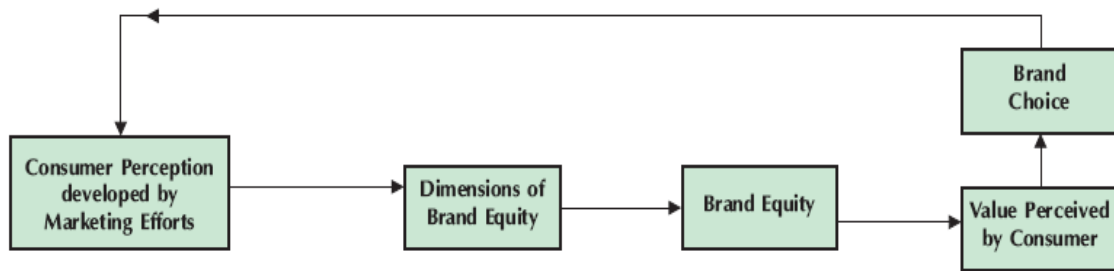 Brand
Choice
Consumer Perception
developed by
Marketing Efforts
Dimensions of
Brand Equity
Brand Equity
Value Perceived
by Consumer